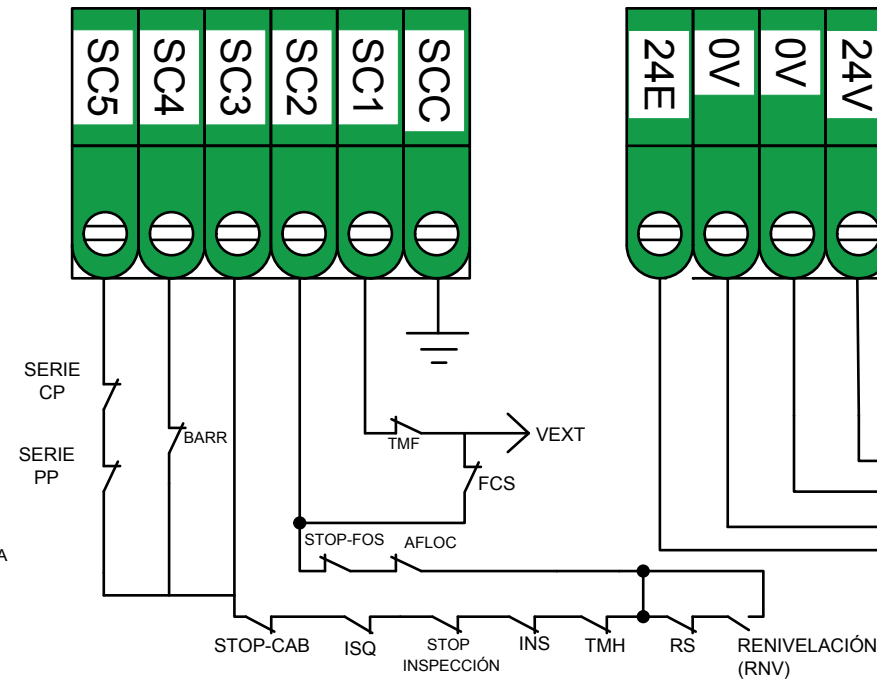 SC5
SC4
SC3
SC2
SC1
SCC
24E
0V
0V
24V
SERIE
CP
SERIE
PP
BARR
TMF
VEXT
FCS
A
STOP-FOS
AFLOC
STOP-CAB
ISQ
STOP
INSPECCIÓN
INS
TMH
RS
RENIVELACIÓN
(RNV)